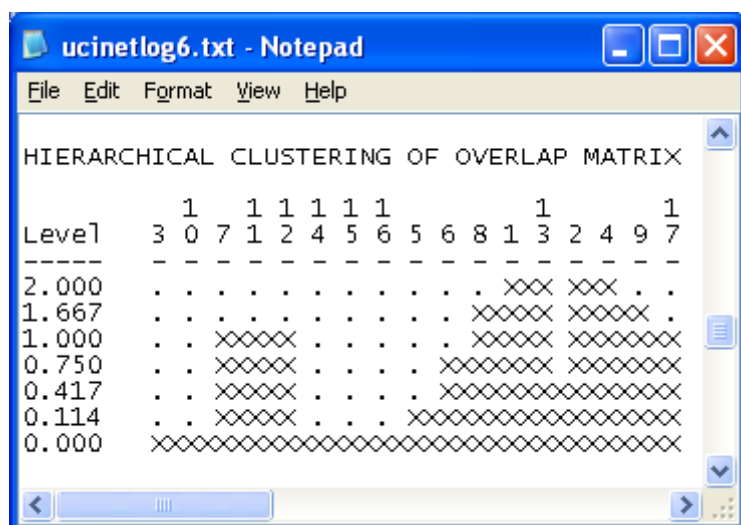 ucinetlog6.txt - Notepad
File Edit Format View Help
HIERARCHICAL CLUSTERING OF OVERLAP MATRIX
          1   1 1 1 1 1         1       1
Level   3 0 7 1 2 4 5 6 5 6 8 1 3 2 4 9 7
-----   - - - - - - - - - - - - - - - - -
2.000   . . . . . . . . . . . XXX XXX . .
1.667   . . . . . . . . . . XXXXX XXXXX .
1.000   . . XXXXX . . . . . XXXXX XXXXXXX
0.750   . . XXXXX . . . . XXXXXXX XXXXXXX
0.417   . . XXXXX . . . . XXXXXXXXXXXXXXX
0.114   . . XXXXX . . . XXXXXXXXXXXXXXXXX
0.000   XXXXXXXXXXXXXXXXXXXXXXXXXXXXXXXXX